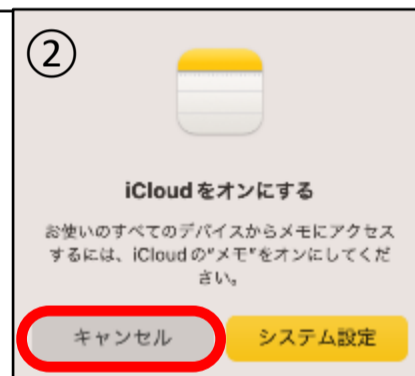 ②
iCloudをオンにする
お使いのすべてのデバイスからメモにアクセス
するには、iCloudの"メモ"をオンにしてくだ
さい。
キャンセル
システム設定